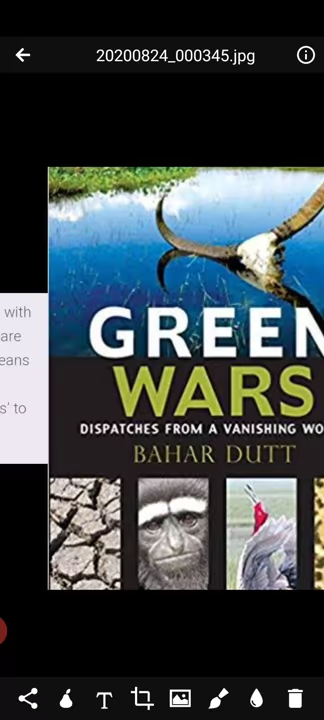 20200824_000345.jpg
with
are
eans
s' to
GREEN
WARS
DISPATCHES FROM A VANISHING WO
BAHAR DUTT
T